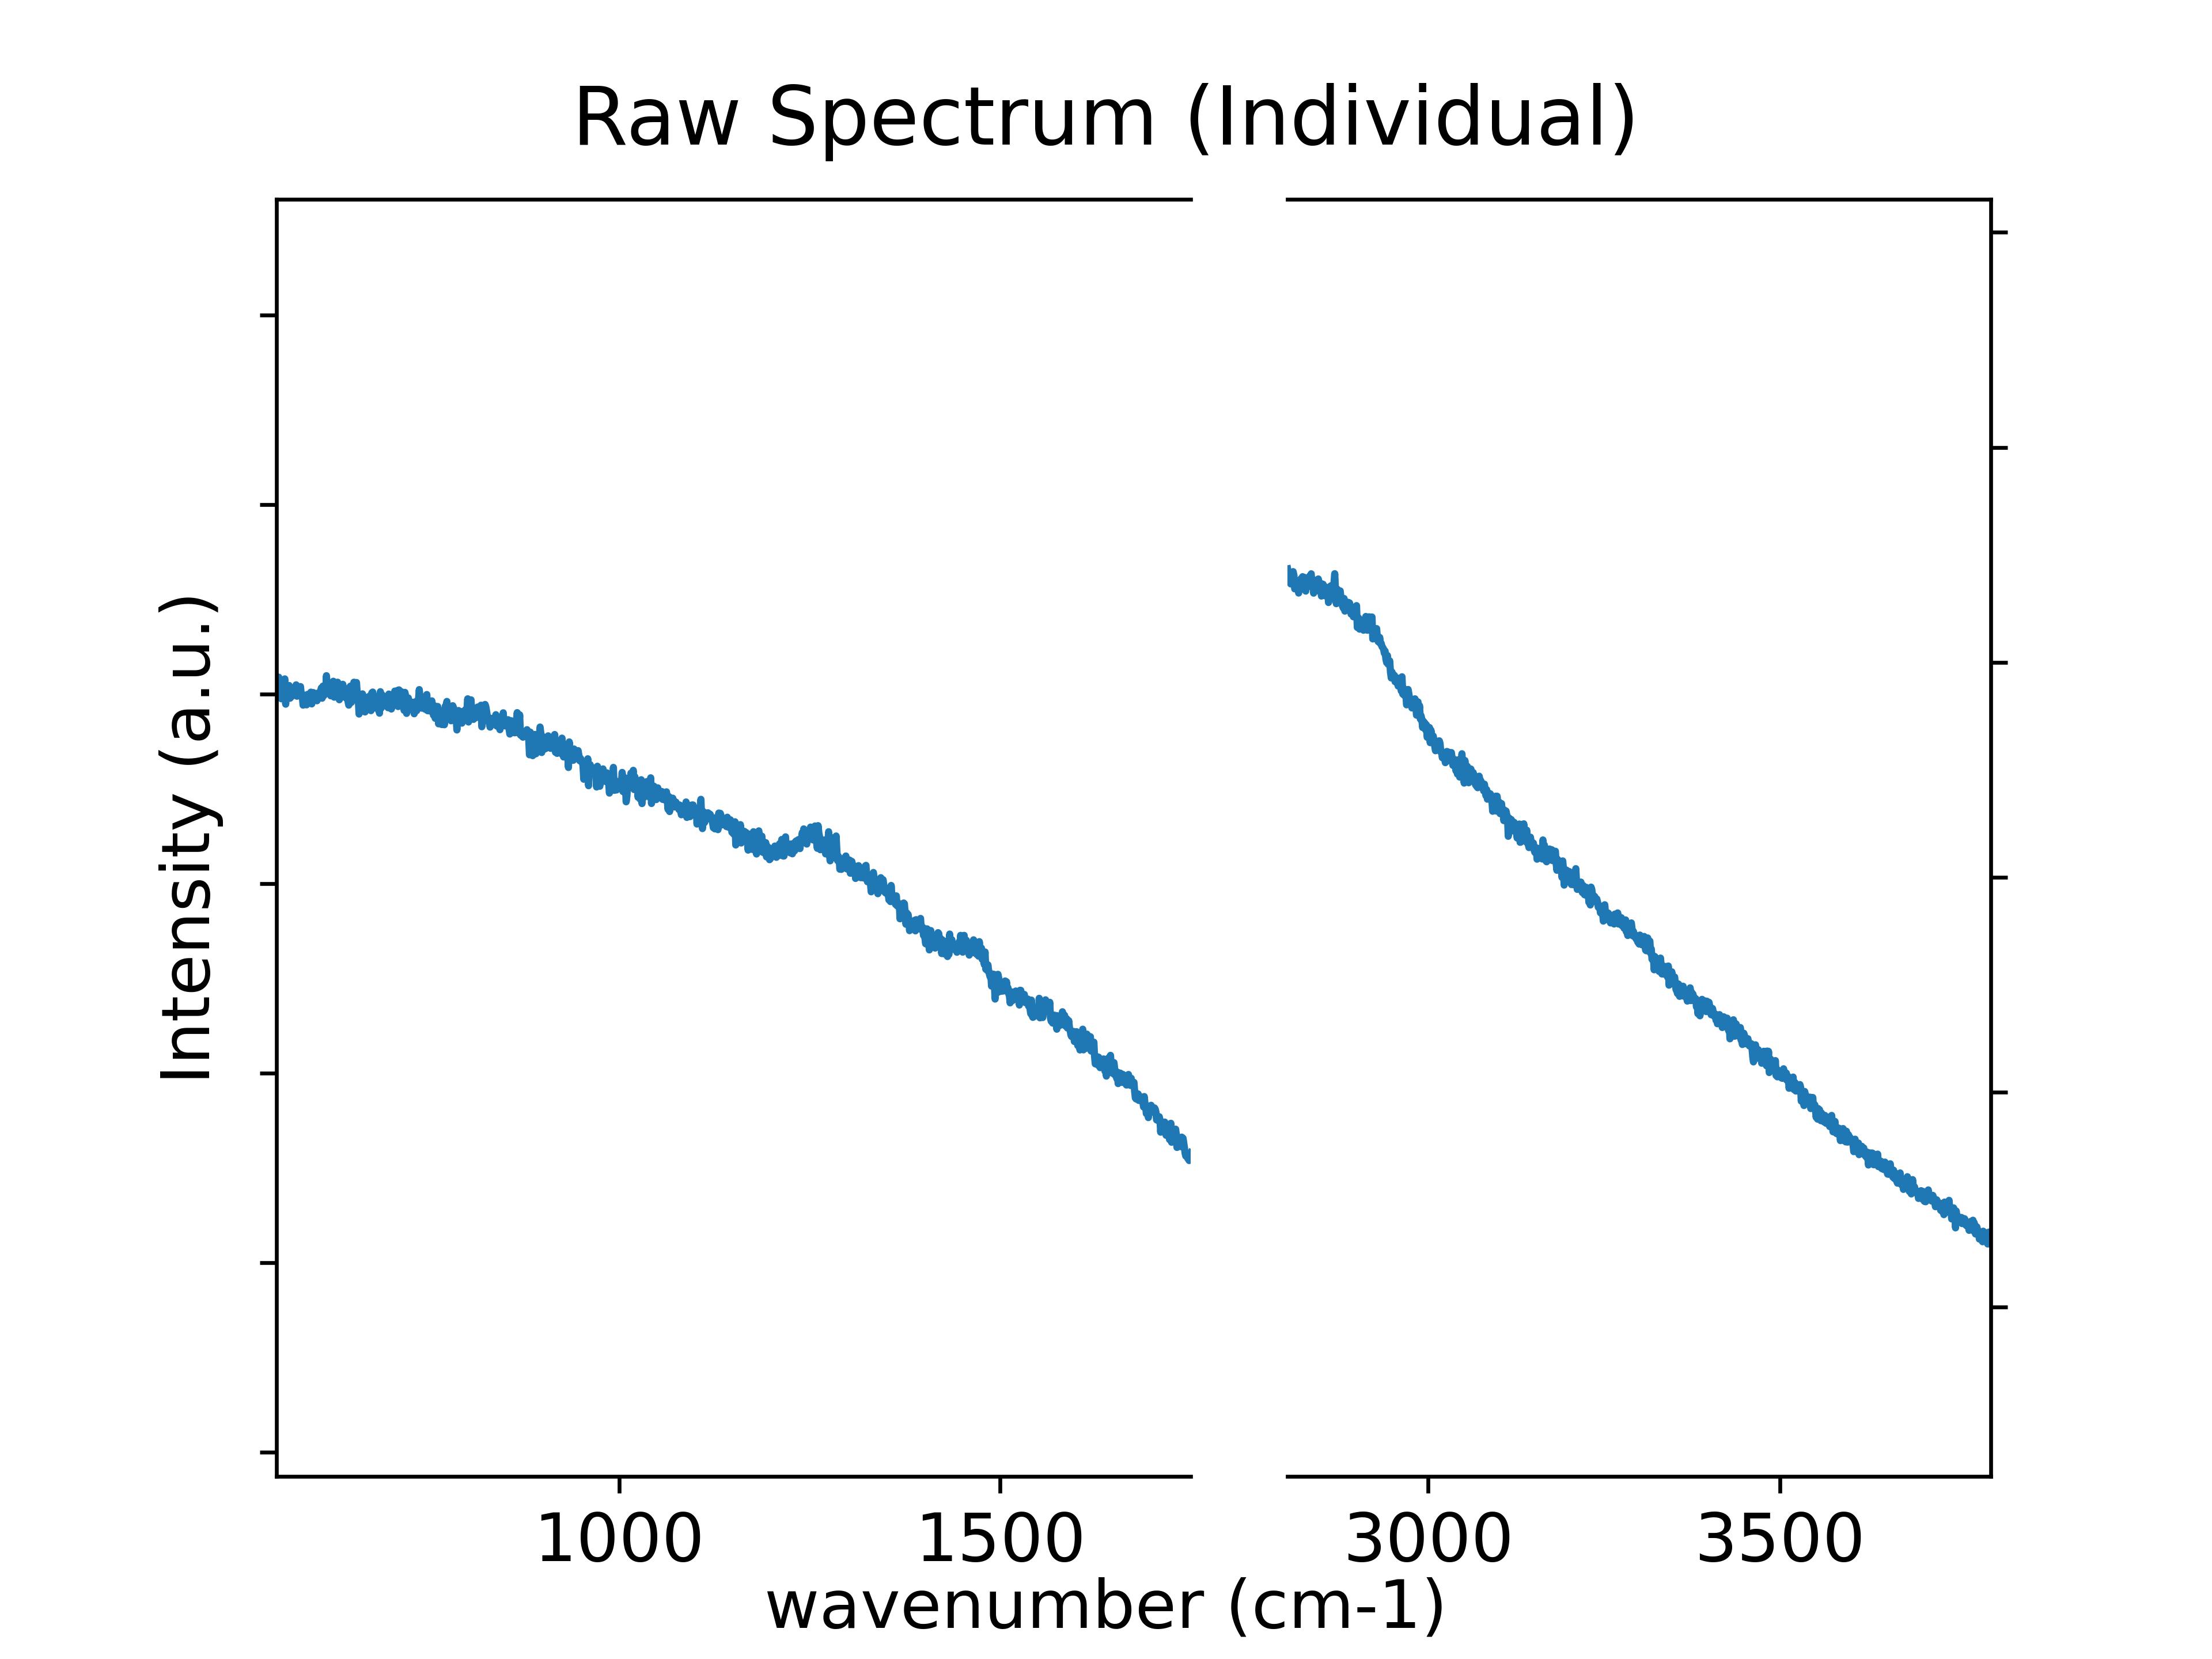 Raw Spectrum (Individual)
Intensity (a.u.)
1000 1500 3000 3500
wavenumber (cm-1)